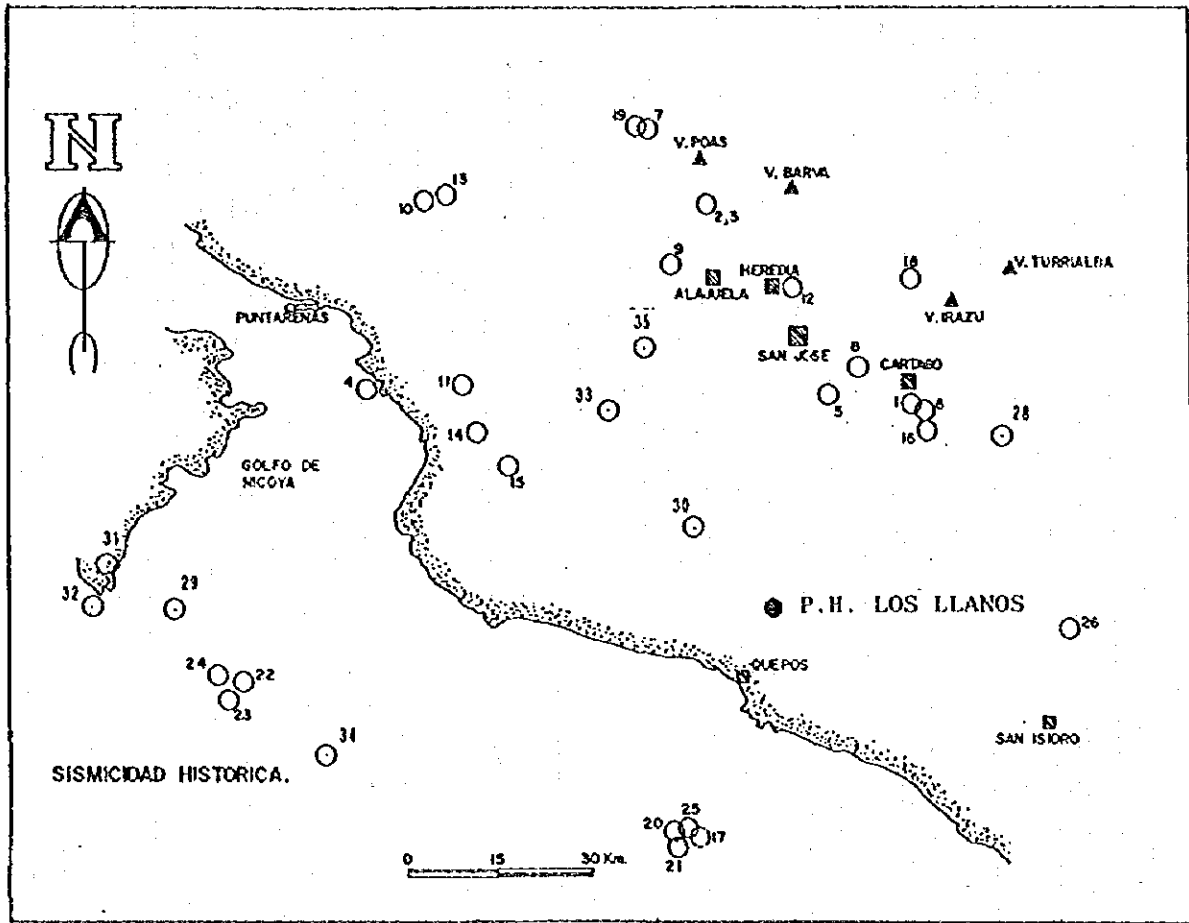 N
19
7
V. POAS
V. BARVA
10
13
2,3
9
HEREDIA
ALAJUELA
12
18
V. TURRIALBA
V. IRAZU
PUNTARENAS
35
SAN JOSE
8
CARTAGO
4
11
33
5
1
6
28
14
16
15
GOLFO DE
NICOYA
30
31
32
29
P.H. LOS LLANOS
26
24
22
23
QUEPOS
SAN ISIDRO
SISMICIDAD HISTORICA.
20
25
17
21
0 15 30 Km.